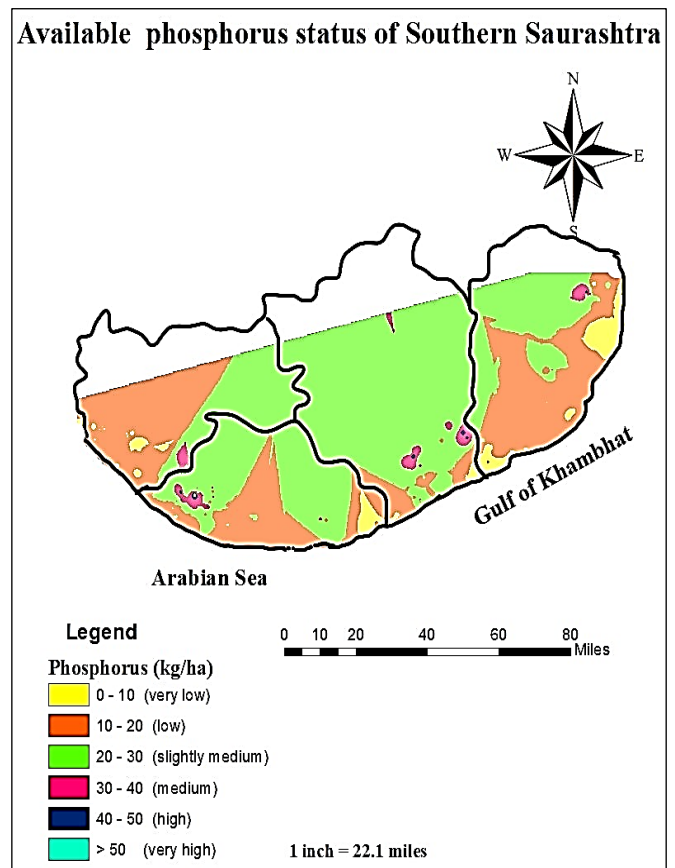 Available phosphorus status of Southern Saurashtra
N
W E
S
Gulf of Khambhat
Arabian Sea
Legend
0 10 20 40 60 80
Miles
Phosphorus (kg/ha)
0 - 10 (very low)
10 - 20 (low)
20 - 30 (slightly medium)
30 - 40 (medium)
40 - 50 (high)
> 50 (very high)
1 inch = 22.1 miles